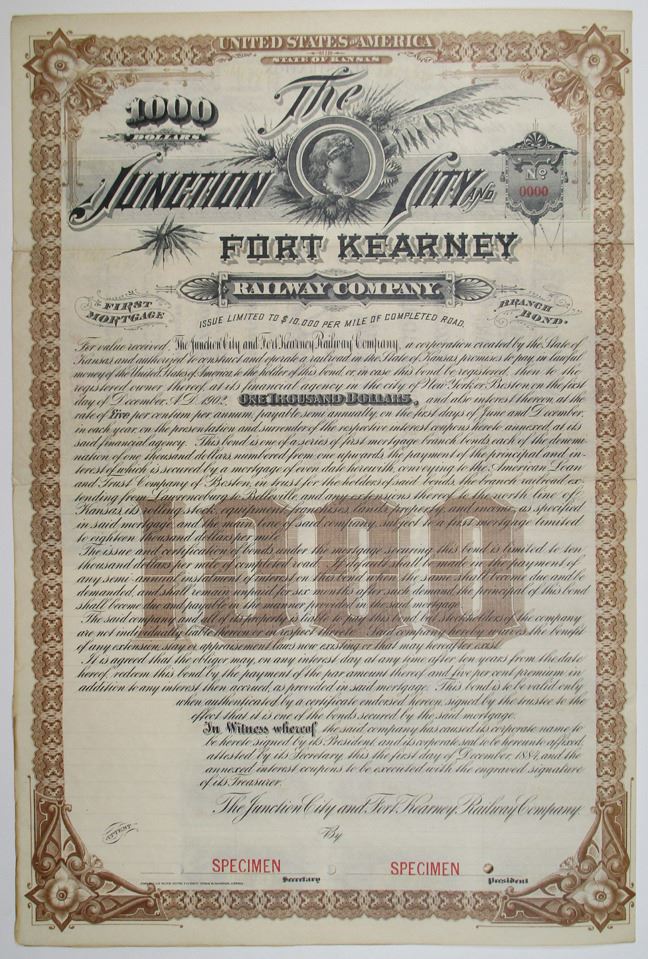 UNITED STATES OF AMERICA
STATE OF KANSAS
1000
DOLLARS
The
JUNCTION CITY AND
No
0000
FORT KEARNEY
RAILWAY COMPANY.
FIRST MORTGAGE
BRANCH BOND.
ISSUE LIMITED TO $10,000 PER MILE OF COMPLETED ROAD.
For value received The Junction City and Fort Kearney Railway Company, a corporation created by the State of
Kansas and authorized to construct and operate a railroad in the State of Kansas promises to pay, in lawful
money of the United States of America, to the holder of this bond, or, in case this bond be registered, then to the
registered owner thereof, at its financial agency in the city of New York or Boston, on the first
day of December A.D. 190, ONE THOUSAND DOLLARS, and also interest thereon, at the
rate of Five per centum per annum, payable semi annually, on the first days of June and December,
in each year, on the presentation and surrender of the respective interest coupons hereto annexed, at its
said financial agency. This bond is one of a series of first mortgage branch bonds each of the denomi
nation of one thousand dollars, numbered from one upwards, the payment of the principal and in-
terest of which is secured by a mortgage of even date herewith, conveying to the American Loan
and Trust Company of Boston, in trust for the holders of said bonds, the branch railroad ex-
tending from Lawrenceburg to Belleville, and any extensions thereof to the north line of
Kansas, its rolling stock, equipment, franchises, lands, property, and income, as specified
in said mortgage and the main line of said company, subject to a first mortgage limited
to eighteen thousand dollars per mile.
The issue and certification of bonds under the mortgage securing this bond is limited to ten
thousand dollars per mile of completed road. If default shall be made in the payment of
any semi-annual instalment of interest on this bond when the same shall become due and be
demanded, and shall remain unpaid for six months after such demand, the principal of this bond
shall become due and payable in the manner provided in the said mortgage.
The said company and all of its property is liable to pay this bond, but stockholders of the company
are not individually liable hereon or in respect hereto. Said company hereby waives the benefit
of any extension, stay or appraisement laws now existing or that may hereafter exist.
It is agreed that the obligor may, on any interest day at any time after ten years from the date
hereof, redeem this bond by the payment of the par amount thereof and five per cent premium, in
addition to any interest then accrued, as provided in said mortgage. This bond is to be valid only
when authenticated by a certificate endorsed hereon, signed by the trustee, to the
effect that it is one of the bonds secured by the said mortgage.
In Witness whereof the said company has caused its corporate name to
be hereto signed by its President and its corporate seal to be hereunto affixed
attested by its Secretary this the first day of December, 1884, and the
annexed interest coupons to be executed with the engraved signature
of its Treasurer.
The Junction City and Fort Kearney Railway Company
ATTEST
By
SPECIMEN
SPECIMEN
Secretary
President
1000